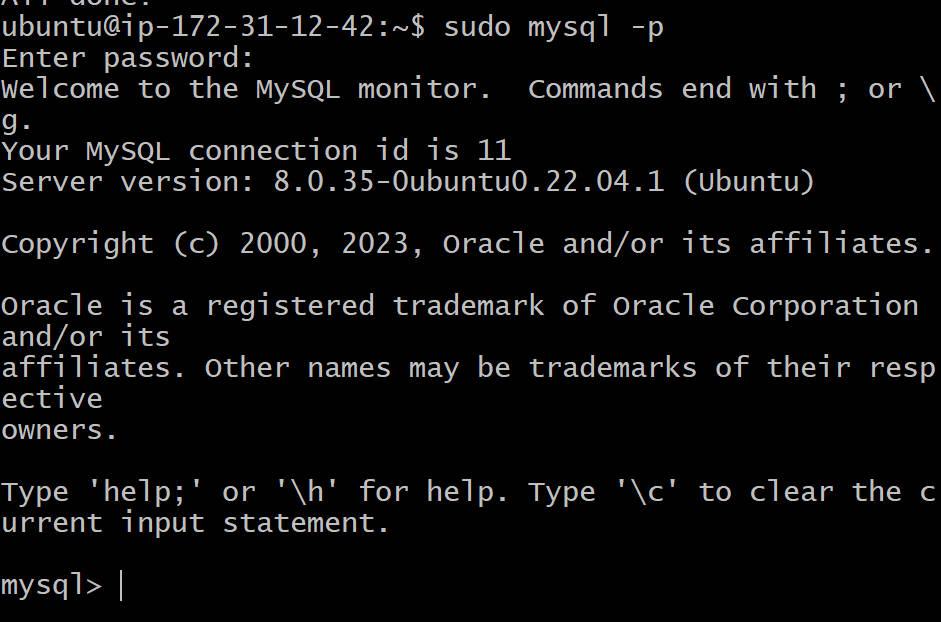 ubuntu@ip-172-31-12-42:~$ sudo mysql -p
Enter password:
Welcome to the MySQL monitor.  Commands end with ; or \
g.
Your MySQL connection id is 11
Server version: 8.0.35-0ubuntu0.22.04.1 (Ubuntu)

Copyright (c) 2000, 2023, Oracle and/or its affiliates.

Oracle is a registered trademark of Oracle Corporation
and/or its
affiliates. Other names may be trademarks of their resp
ective
owners.

Type 'help;' or '\h' for help. Type '\c' to clear the c
urrent input statement.

mysql>